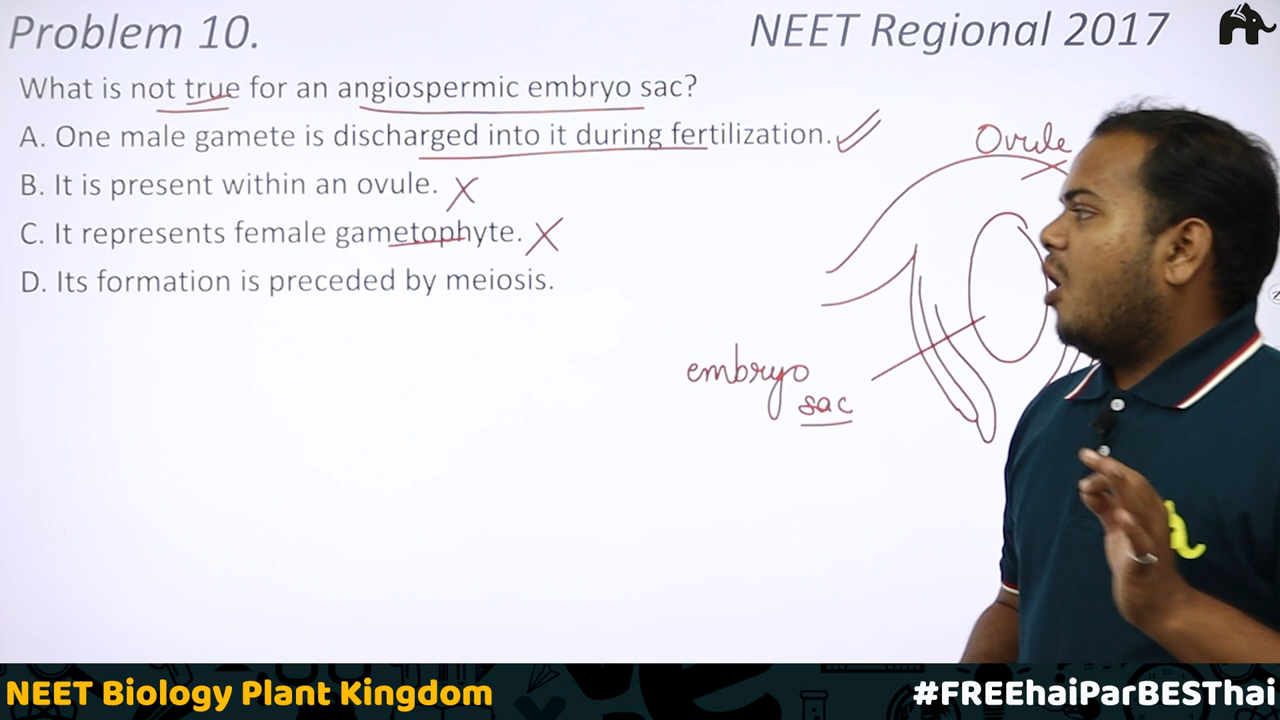 Problem 10.
NEET Regional 2017
What is not true for an angiospermic embryo sac?
A. One male gamete is discharged into it during fertilization.
B. It is present within an ovule.
C. It represents female gametophyte.
D. Its formation is preceded by meiosis.
Ovule
embryo
sac
NEET Biology Plant Kingdom
#FREEhaiParBESThai